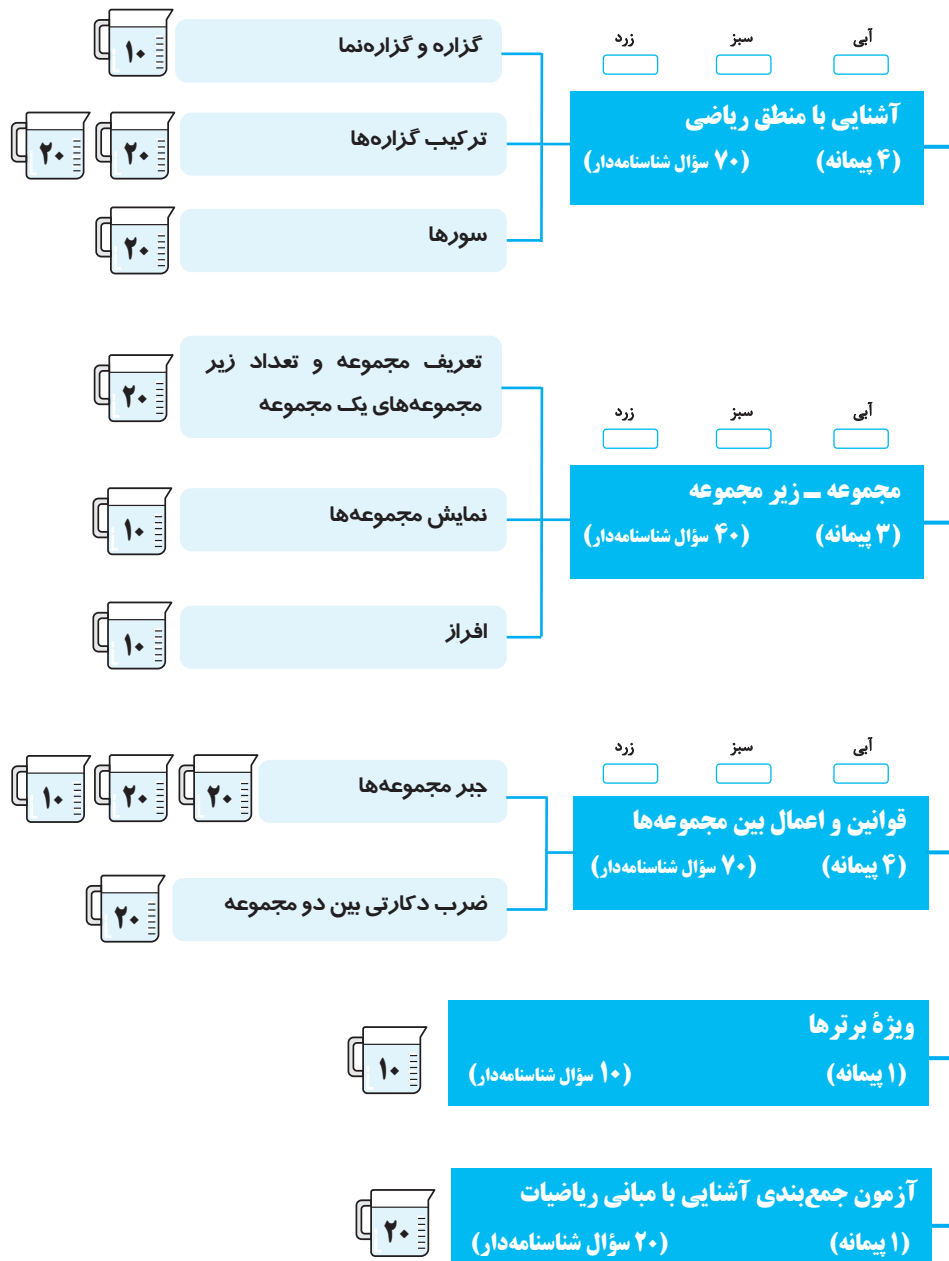 آبی سبز زرد
آشنایی با منطق ریاضی
(۴ پیمانه) (۷۰ سؤال شناسنامه‌دار)
گزاره و گزاره‌نما
۱۰
ترکیب گزاره‌ها
۲۰ ۲۰
سورها
۲۰
آبی سبز زرد
مجموعه ـ زیر مجموعه
(۳ پیمانه) (۴۰ سؤال شناسنامه‌دار)
تعریف مجموعه و تعداد زیر
مجموعه‌های یک مجموعه
۲۰
نمایش مجموعه‌ها
۱۰
افراز
۱۰
آبی سبز زرد
قوانین و اعمال بین مجموعه‌ها
(۴ پیمانه) (۷۰ سؤال شناسنامه‌دار)
جبر مجموعه‌ها
۲۰ ۲۰ ۱۰
ضرب دکارتی بین دو مجموعه
۲۰
ویژهٔ برترها
(۱ پیمانه) (۱۰ سؤال شناسنامه‌دار)
۱۰
آزمون جمع‌بندی آشنایی با مبانی ریاضیات
(۱ پیمانه) (۲۰ سؤال شناسنامه‌دار)
۲۰